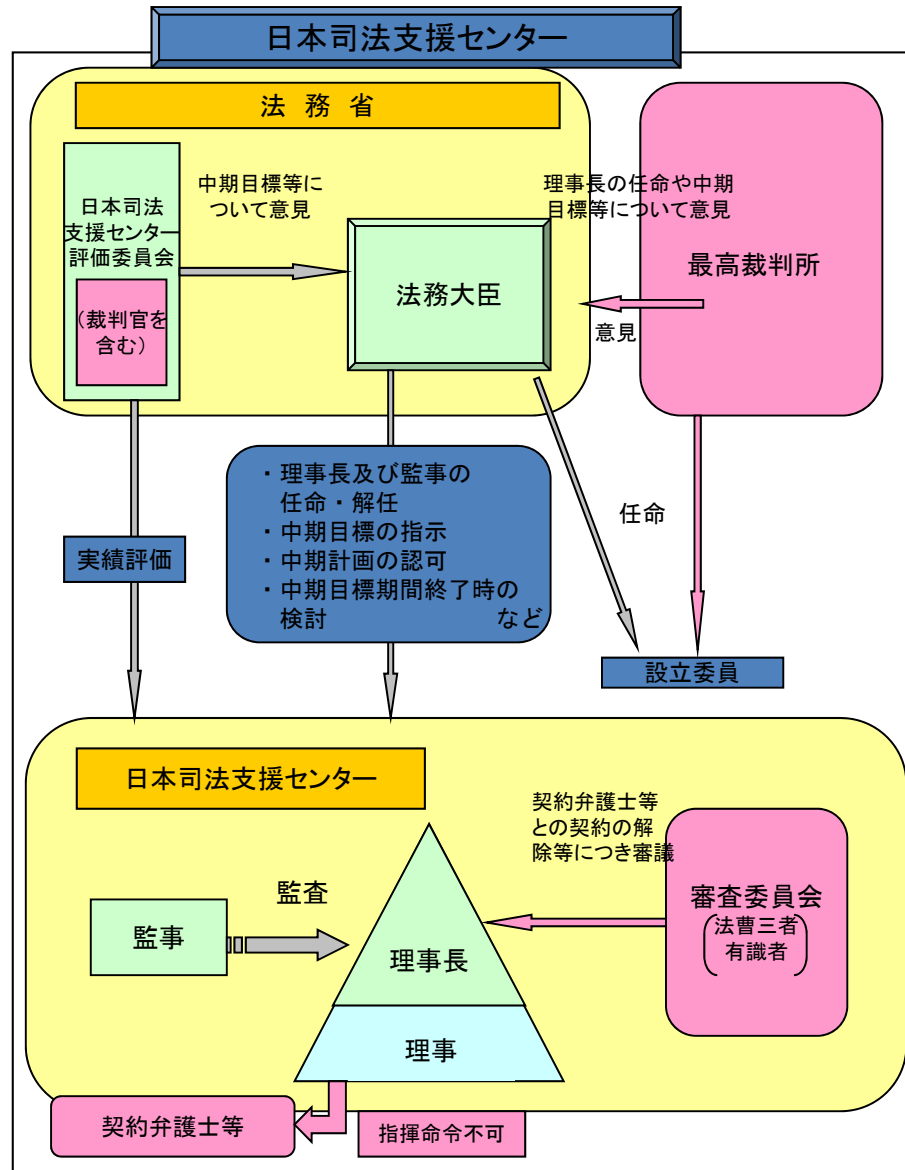 日本司法支援センター
法 務 省
日本司法
支援センター
評価委員会
(裁判官を
含む)
中期目標等に
ついて意見
法務大臣
理事長の任命や中期
目標等について意見
最高裁判所
意見
・理事長及び監事の
任命・解任
・中期目標の指示
・中期計画の認可
・中期目標期間終了時の
検討 など
実績評価
任命
設立委員
日本司法支援センター
契約弁護士等
との契約の解
除等につき審議
監査
監事
理事長
理事
審査委員会
法曹三者
有識者
契約弁護士等
指揮命令不可